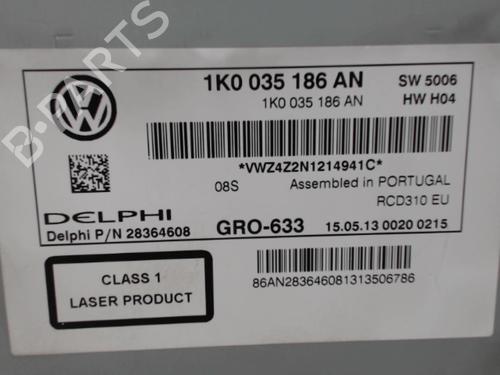 1K0 035 186 AN SW 5006
1K0 035 186 AN HW H04
*VWZ4Z2N1214941C*
08S Assembled in PORTUGAL
RCD310 EU
DELPHI
Delphi P/N 28364608 GRO-633 15.05.13 0020 0215
CLASS 1
LASER PRODUCT
86AN283646081313506786
B-PARTS